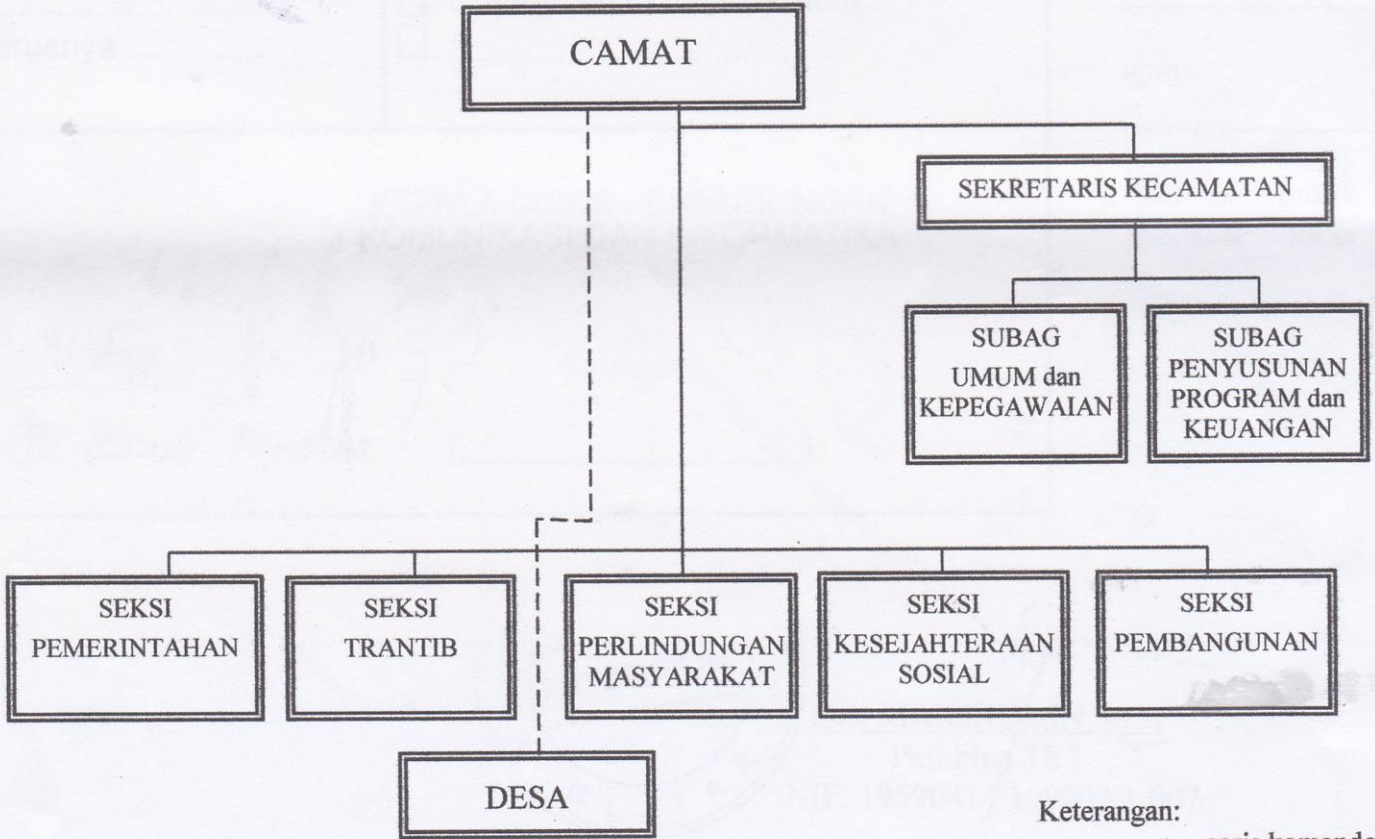 CAMAT
SEKRETARIS KECAMATAN
SUBAG
UMUM dan
KEPEGAWAIAN
SUBAG
PENYUSUNAN
PROGRAM dan
KEUANGAN
SEKSI
PEMERINTAHAN
SEKSI
TRANTIB
SEKSI
PERLINDUNGAN
MASYARAKAT
SEKSI
KESEJAHTERAAN
SOSIAL
SEKSI
PEMBANGUNAN
DESA
Keterangan: